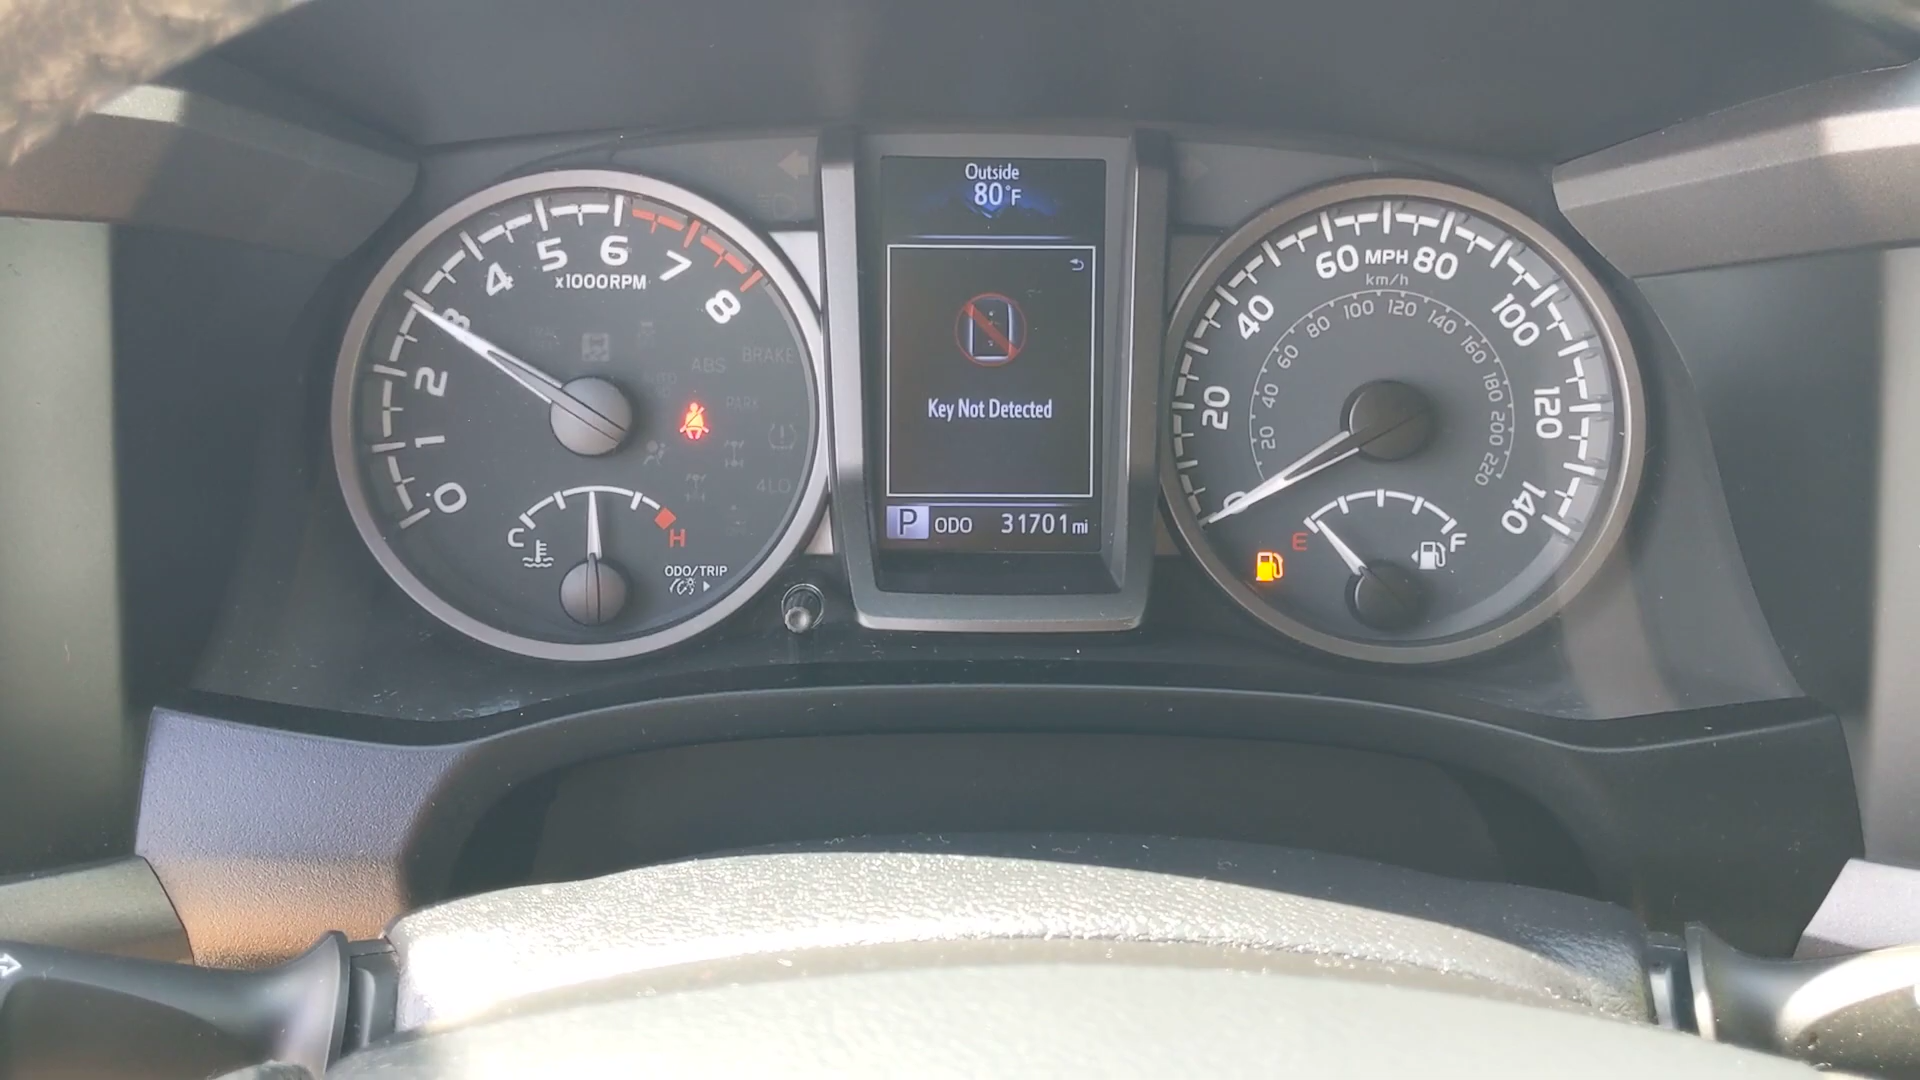 Outside
80°F
Key Not Detected
P ODO 31701 mi
0 1 2 3 4 5 6 7 8
x1000RPM
ABS
BRAKE
PARK
4LO
C H
ODO/TRIP
0 20 40 60 MPH 80 100 120 140
km/h
20 40 60 80 100 120 140 160 180 200 220
E F